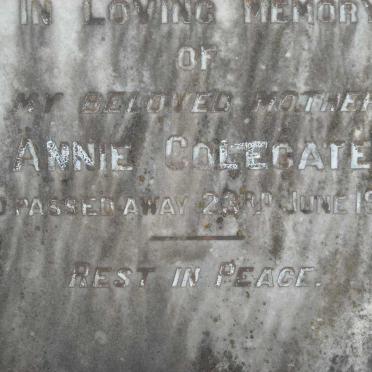 IN LOVING MEMORY
OF
MY BELOVED MOTHER
ANNIE COLEGATE
PASSED AWAY 23RD JUNE
REST IN PEACE.